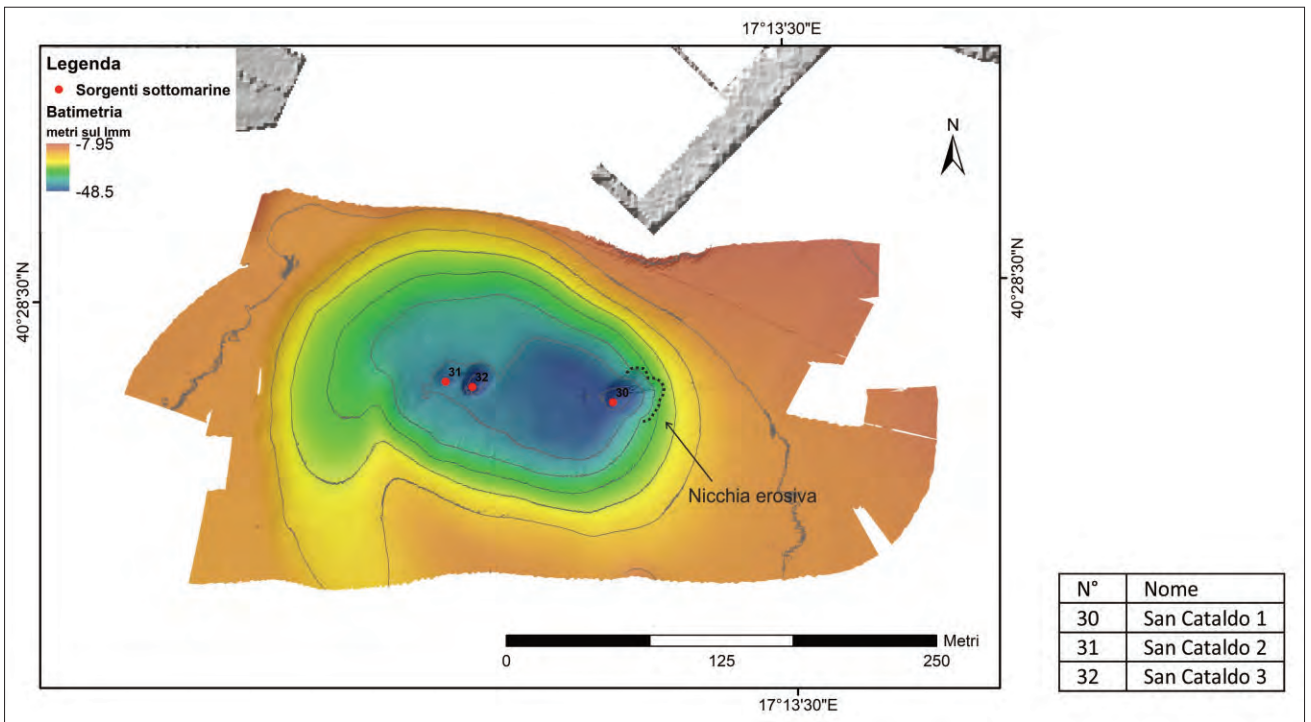 17°13'30"E
Legenda
Sorgenti sottomarine
Batimetria
metri sul lmm
-7.95
-48.5
N
40°28'30"N
40°28'30"N
31
32
30
Nicchia erosiva
Metri
0 125 250
17°13'30"E
N° Nome
30 San Cataldo 1
31 San Cataldo 2
32 San Cataldo 3